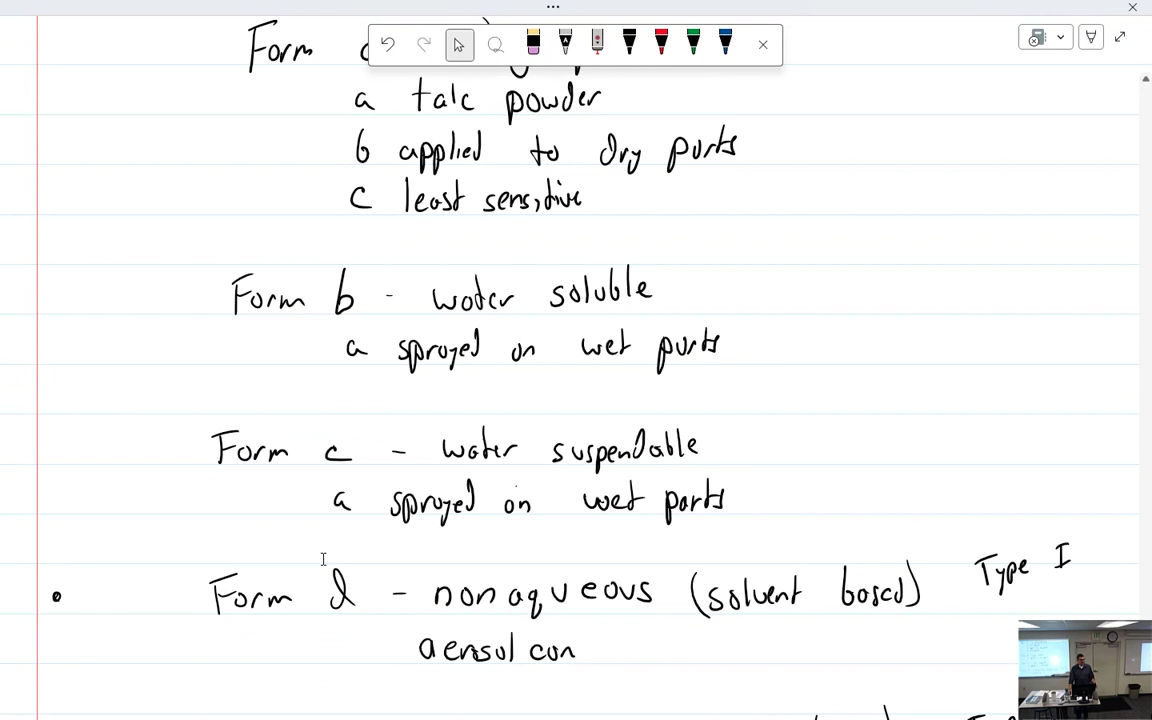 Form
a talc powder
b applied to dry parts
c least sensitive
Form b - water soluble
a sprayed on wet parts
Form c - water suspendable
a sprayed on wet parts
Form d - nonaqueous (solvent based) Type I
aerosol can